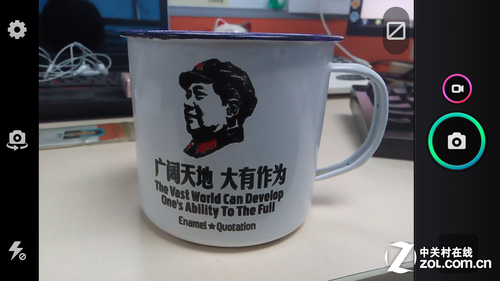 广阔天地 大有作为
The Vast World Can Develop
One's Ability To The Full
Enamel★Quotation
中关村在线
ZOL.COM.CN